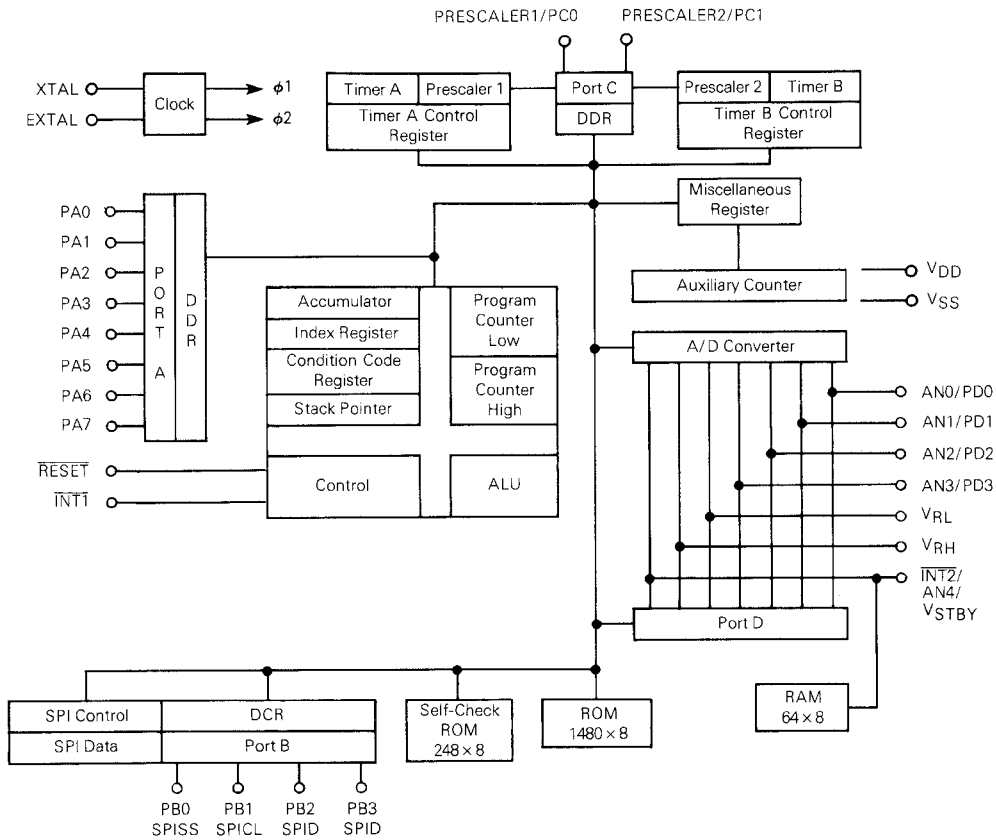 PRESCALER1/PC0
PRESCALER2/PC1
XTAL
EXTAL
Clock
ϕ1
ϕ2
Timer A
Prescaler 1
Timer A Control
Register
Port C
DDR
Prescaler 2
Timer B
Timer B Control
Register
Miscellaneous
Register
Auxiliary Counter
VDD
VSS
PA0
PA1
PA2
PA3
PA4
PA5
PA6
PA7
PORT A
DDR
RESET
INT1
Accumulator
Index Register
Condition Code
Register
Stack Pointer
Program
Counter
Low
Program
Counter
High
Control
ALU
A/D Converter
AN0/PD0
AN1/PD1
AN2/PD2
AN3/PD3
VRL
VRH
INT2/
AN4/
VSTBY
Port D
RAM
64×8
SPI Control
DCR
SPI Data
Port B
Self-Check
ROM
248×8
ROM
1480×8
PB0
SPISS
PB1
SPICL
PB2
SPID
PB3
SPID